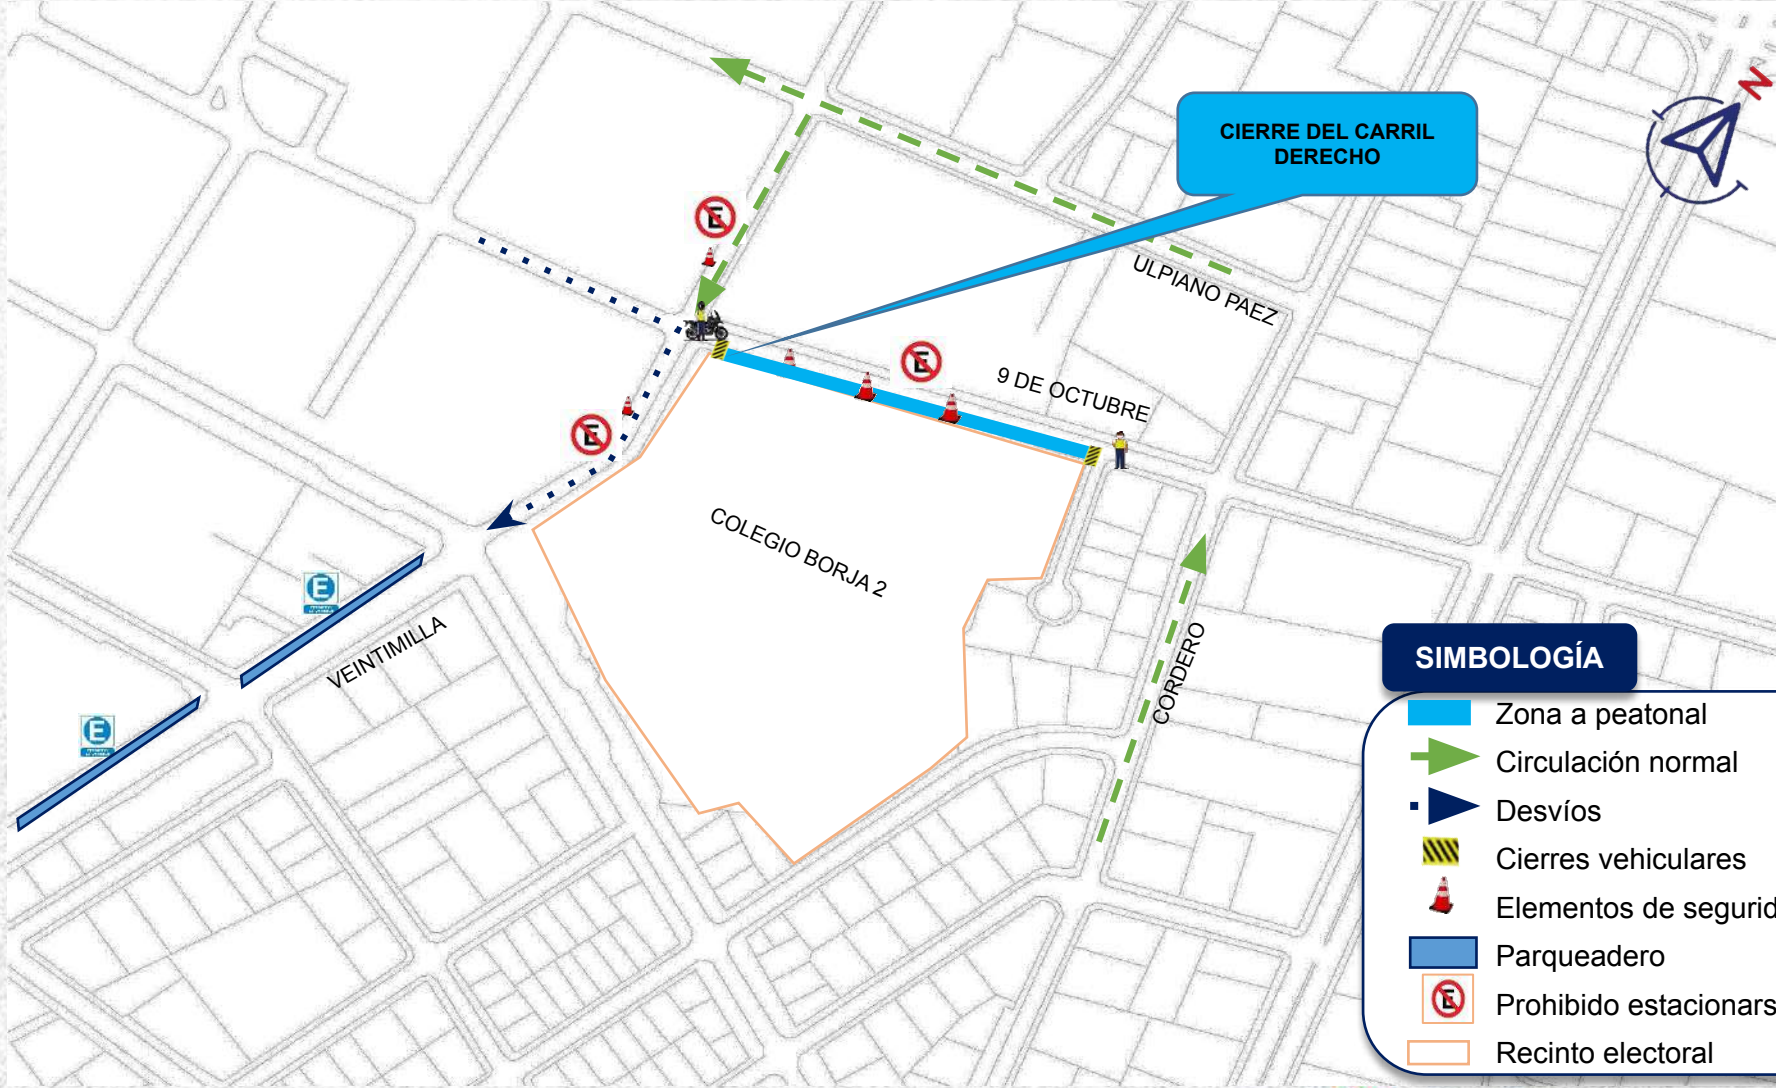 N
CIERRE DEL CARRIL
DERECHO
E
ULPIANO PAEZ
E
9 DE OCTUBRE
E
COLEGIO BORJA 2
E
VEINTIMILLA
E
CORDERO
SIMBOLOGÍA
Zona a peatonal
Circulación normal
Desvíos
Cierres vehiculares
Elementos de segurid
Parqueadero
E
Prohibido estacionars
Recinto electoral